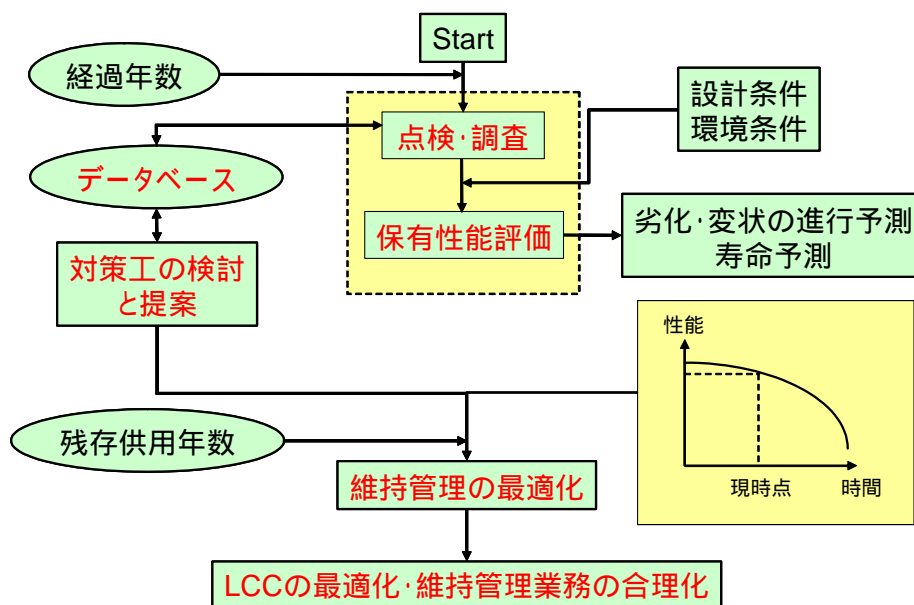 Start
経過年数
設計条件
環境条件
点検･調査
データベース
保有性能評価
劣化･変状の進行予測
寿命予測
対策工の検討
と提案
性能
現時点
時間
残存供用年数
維持管理の最適化
LCCの最適化･維持管理業務の合理化